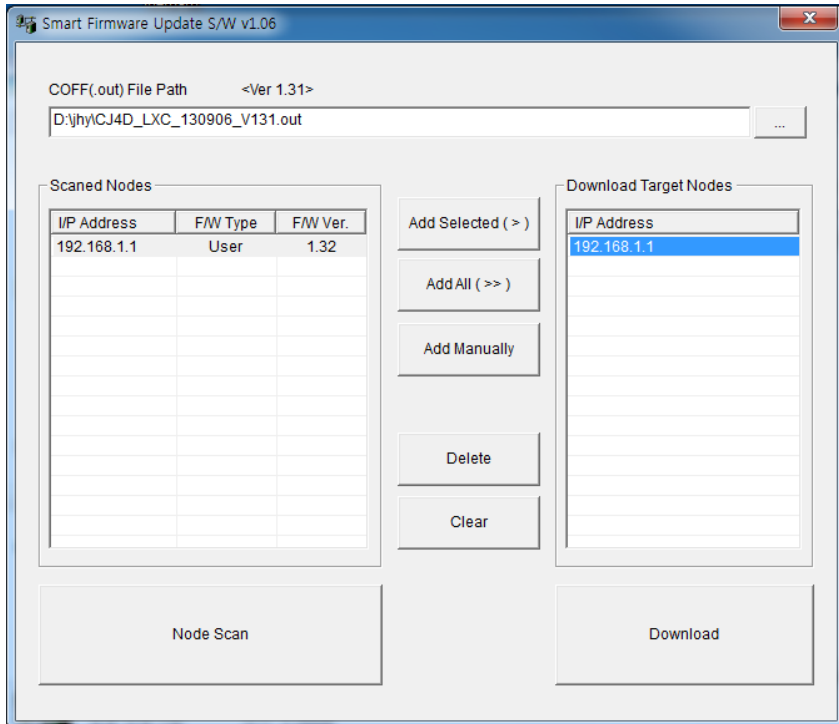 Smart Firmware Update S/W v1.06
COFF(.out) File Path <Ver 1.31>
D:\jhy\CJ4D_LXC_130906_V131.out
...
Scaned Nodes
I/P Address F/W Type F/W Ver.
192.168.1.1 User 1.32
Add Selected ( > )
Add All ( >> )
Add Manually
Delete
Clear
Download Target Nodes
I/P Address
192.168.1.1
Node Scan
Download